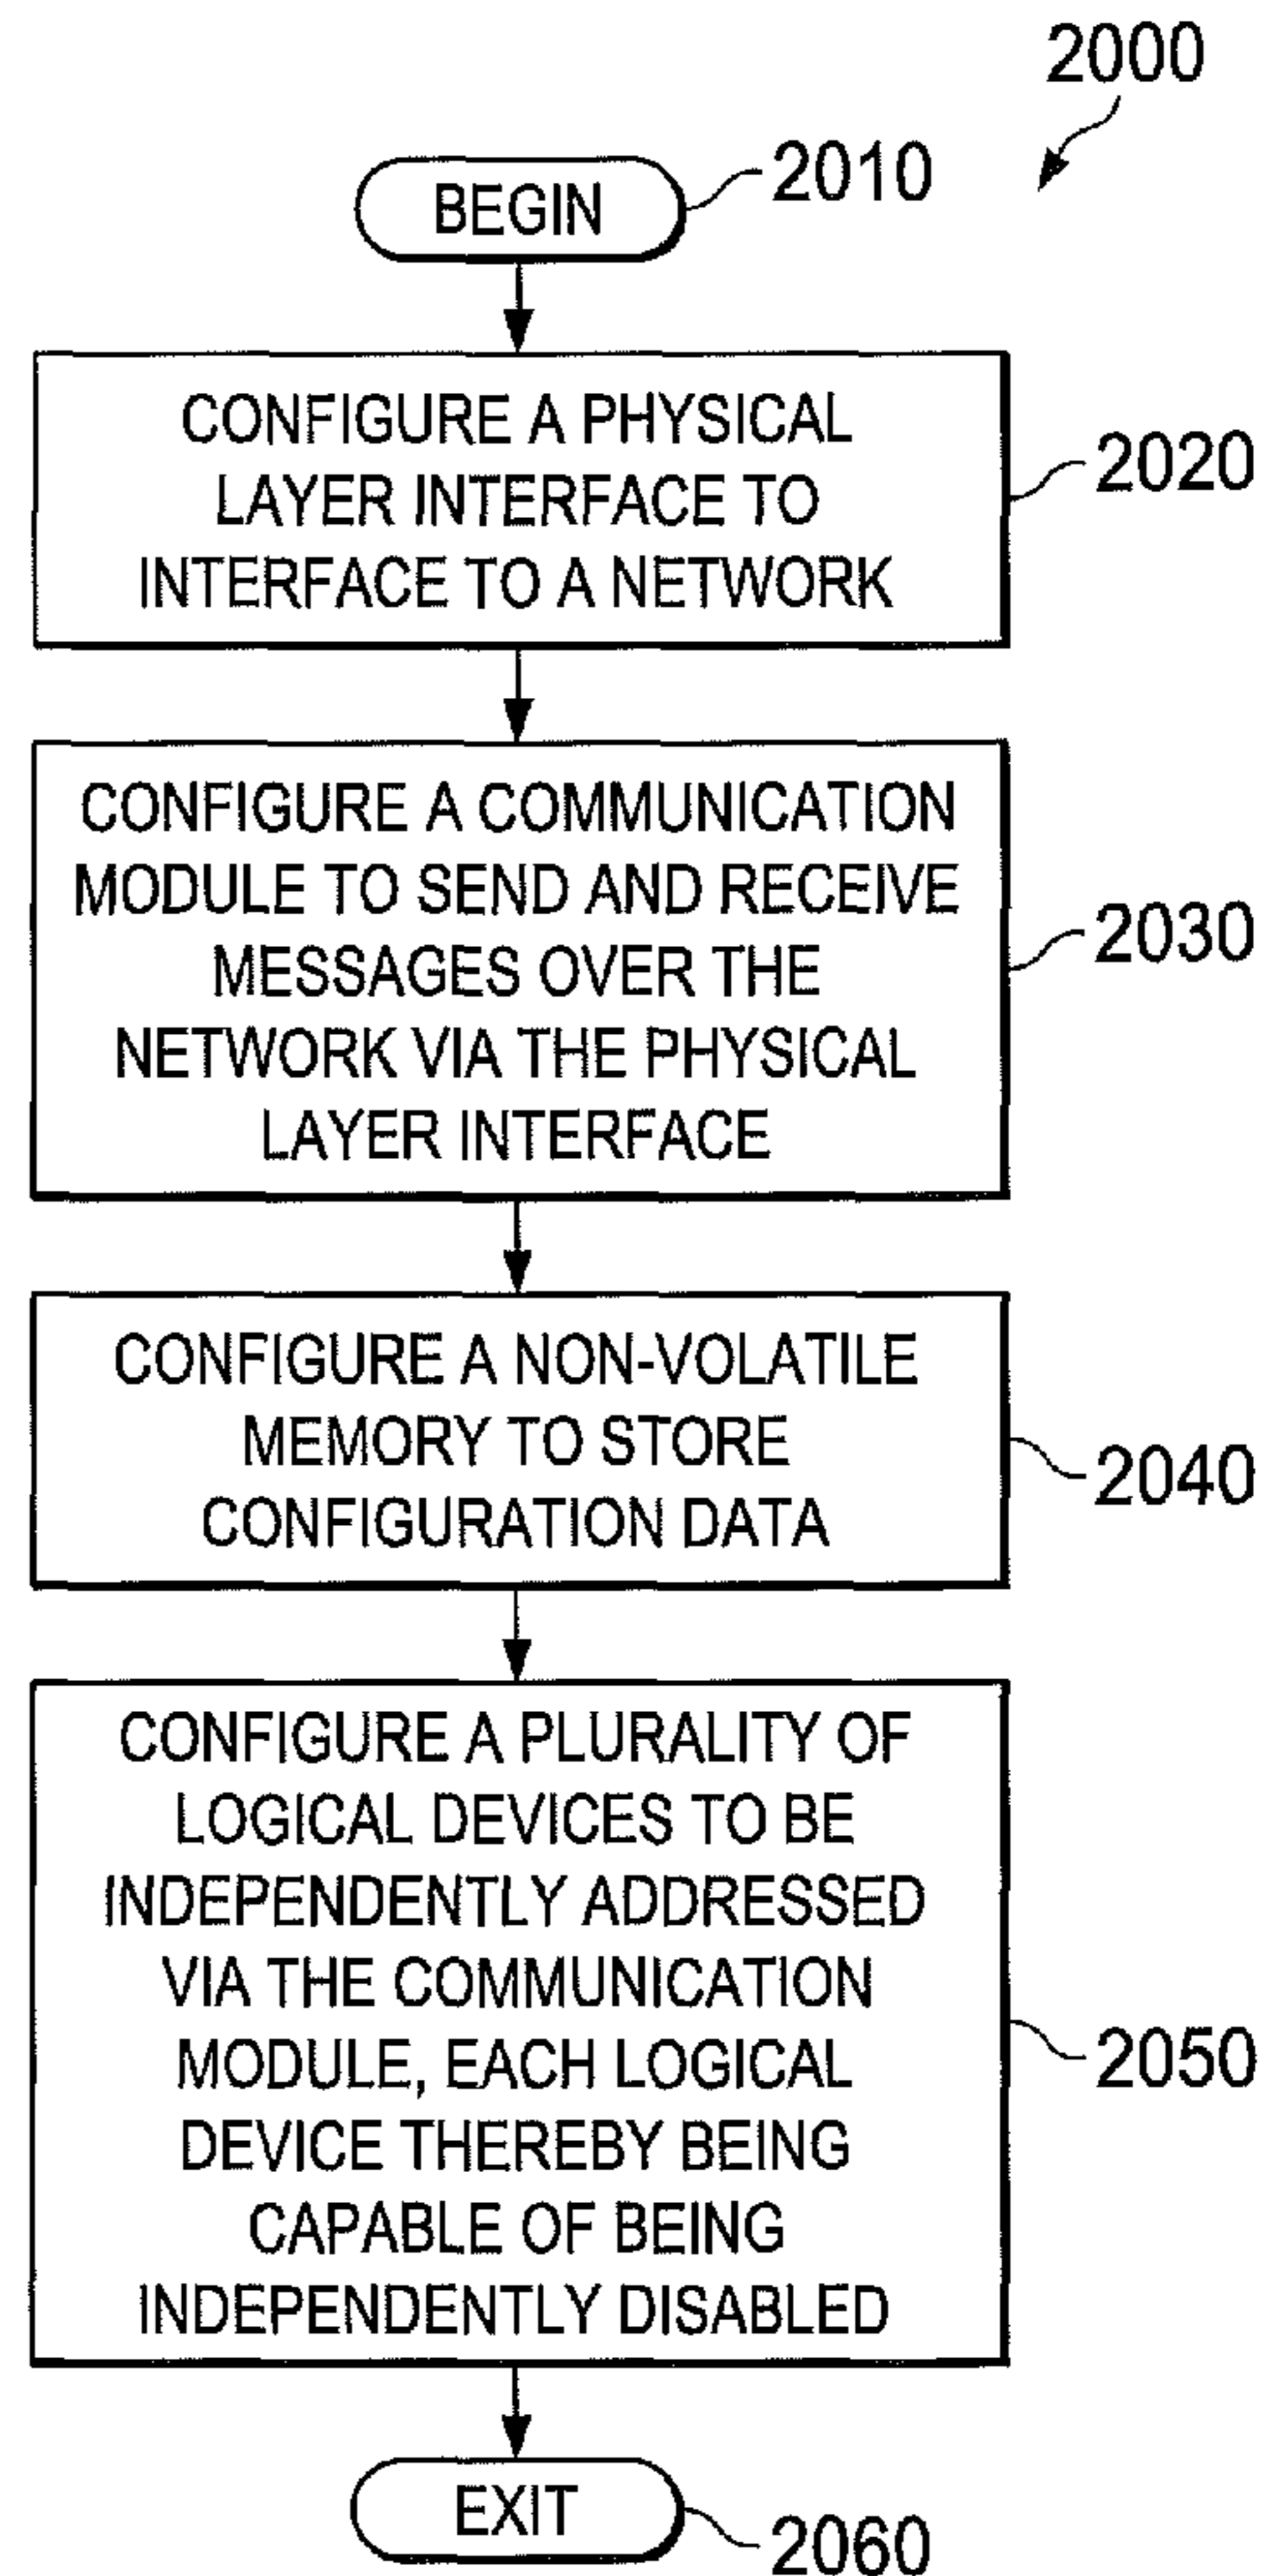 2000
BEGIN
2010
CONFIGURE A PHYSICAL
LAYER INTERFACE TO
INTERFACE TO A NETWORK
2020
CONFIGURE A COMMUNICATION
MODULE TO SEND AND RECEIVE
MESSAGES OVER THE
NETWORK VIA THE PHYSICAL
LAYER INTERFACE
2030
CONFIGURE A NON-VOLATILE
MEMORY TO STORE
CONFIGURATION DATA
2040
CONFIGURE A PLURALITY OF
LOGICAL DEVICES TO BE
INDEPENDENTLY ADDRESSED
VIA THE COMMUNICATION
MODULE, EACH LOGICAL
DEVICE THEREBY BEING
CAPABLE OF BEING
INDEPENDENTLY DISABLED
2050
EXIT
2060